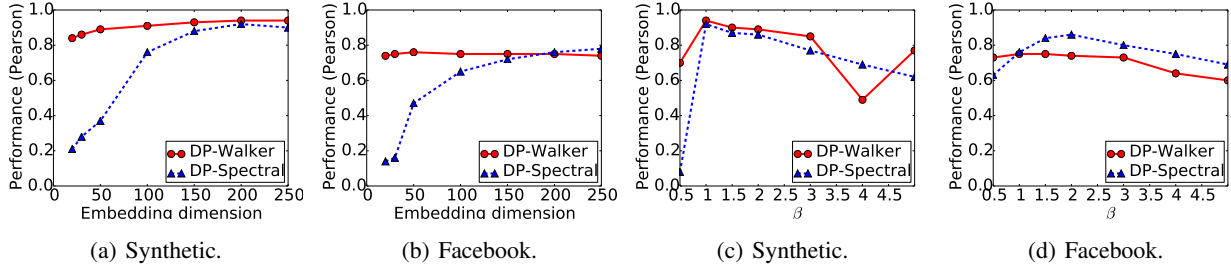 Performance (Pearson)
1.0
0.8
0.6
0.4
0.2
0.0
DP-Walker
DP-Spectral
0 50 100 150 200 250
Embedding dimension
(a) Synthetic.
Performance (Pearson)
1.0
0.8
0.6
0.4
0.2
0.0
DP-Walker
DP-Spectral
0 50 100 150 200 250
Embedding dimension
(b) Facebook.
Performance (Pearson)
1.0
0.8
0.6
0.4
0.2
0.0
DP-Walker
DP-Spectral
0.5 1 1.5 2 2.5 3 3.5 4 4.5
β
(c) Synthetic.
Performance (Pearson)
1.0
0.8
0.6
0.4
0.2
0.0
DP-Walker
DP-Spectral
0.5 1 1.5 2 2.5 3 3.5 4 4.5
β
(d) Facebook.